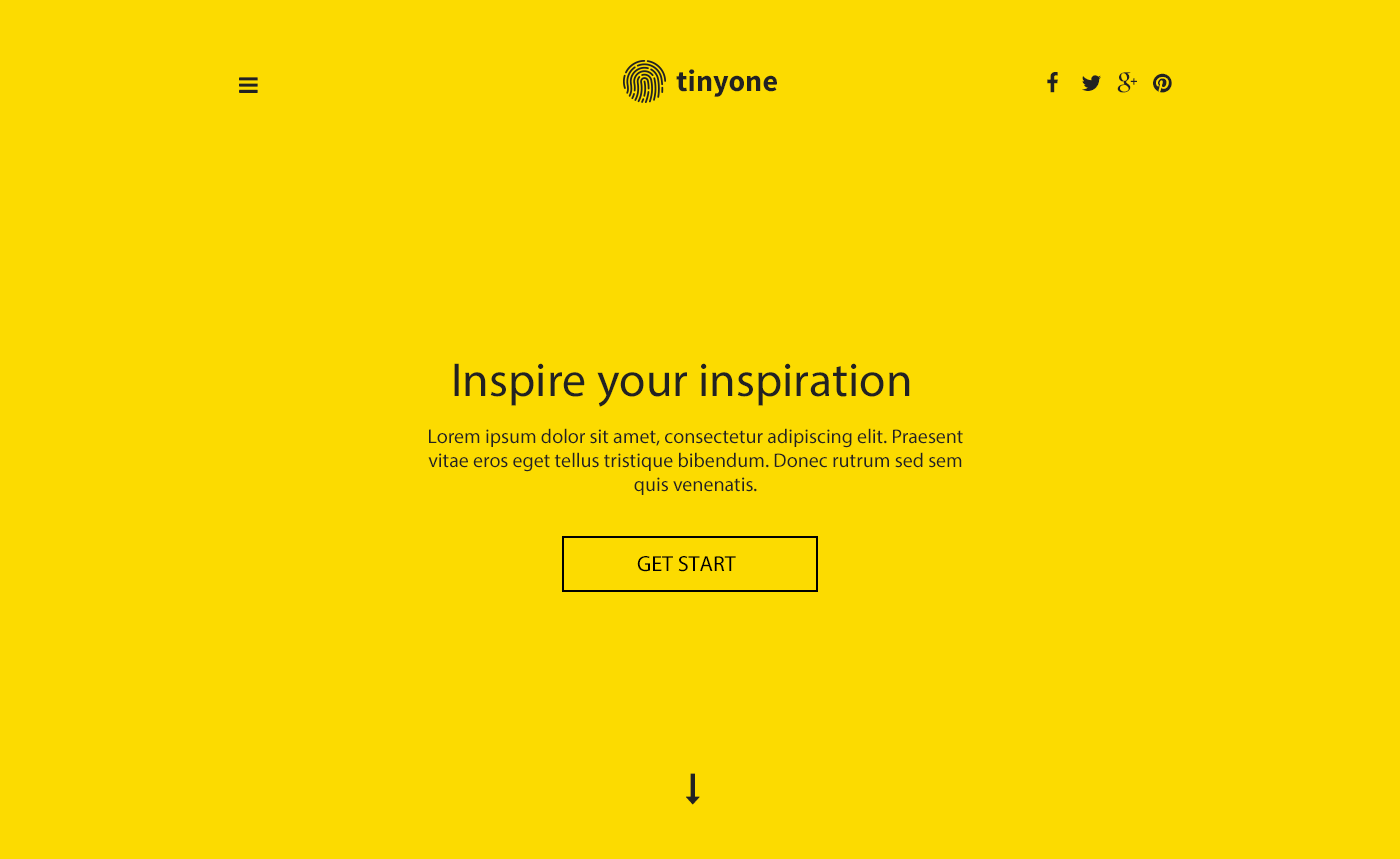 tinyone
Inspire your inspiration
Lorem ipsum dolor sit amet, consectetur adipiscing elit. Praesent
vitae eros eget tellus tristique bibendum. Donec rutrum sed sem
quis venenatis.
GET START